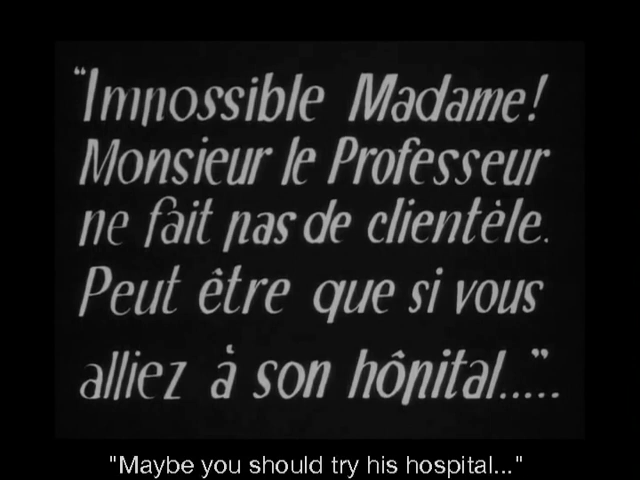 "Impossible Madame!
Monsieur le Professeur
ne fait pas de clientèle.
Peut être que si vous
alliez à son hôpital.....".
"Maybe you should try his hospital..."